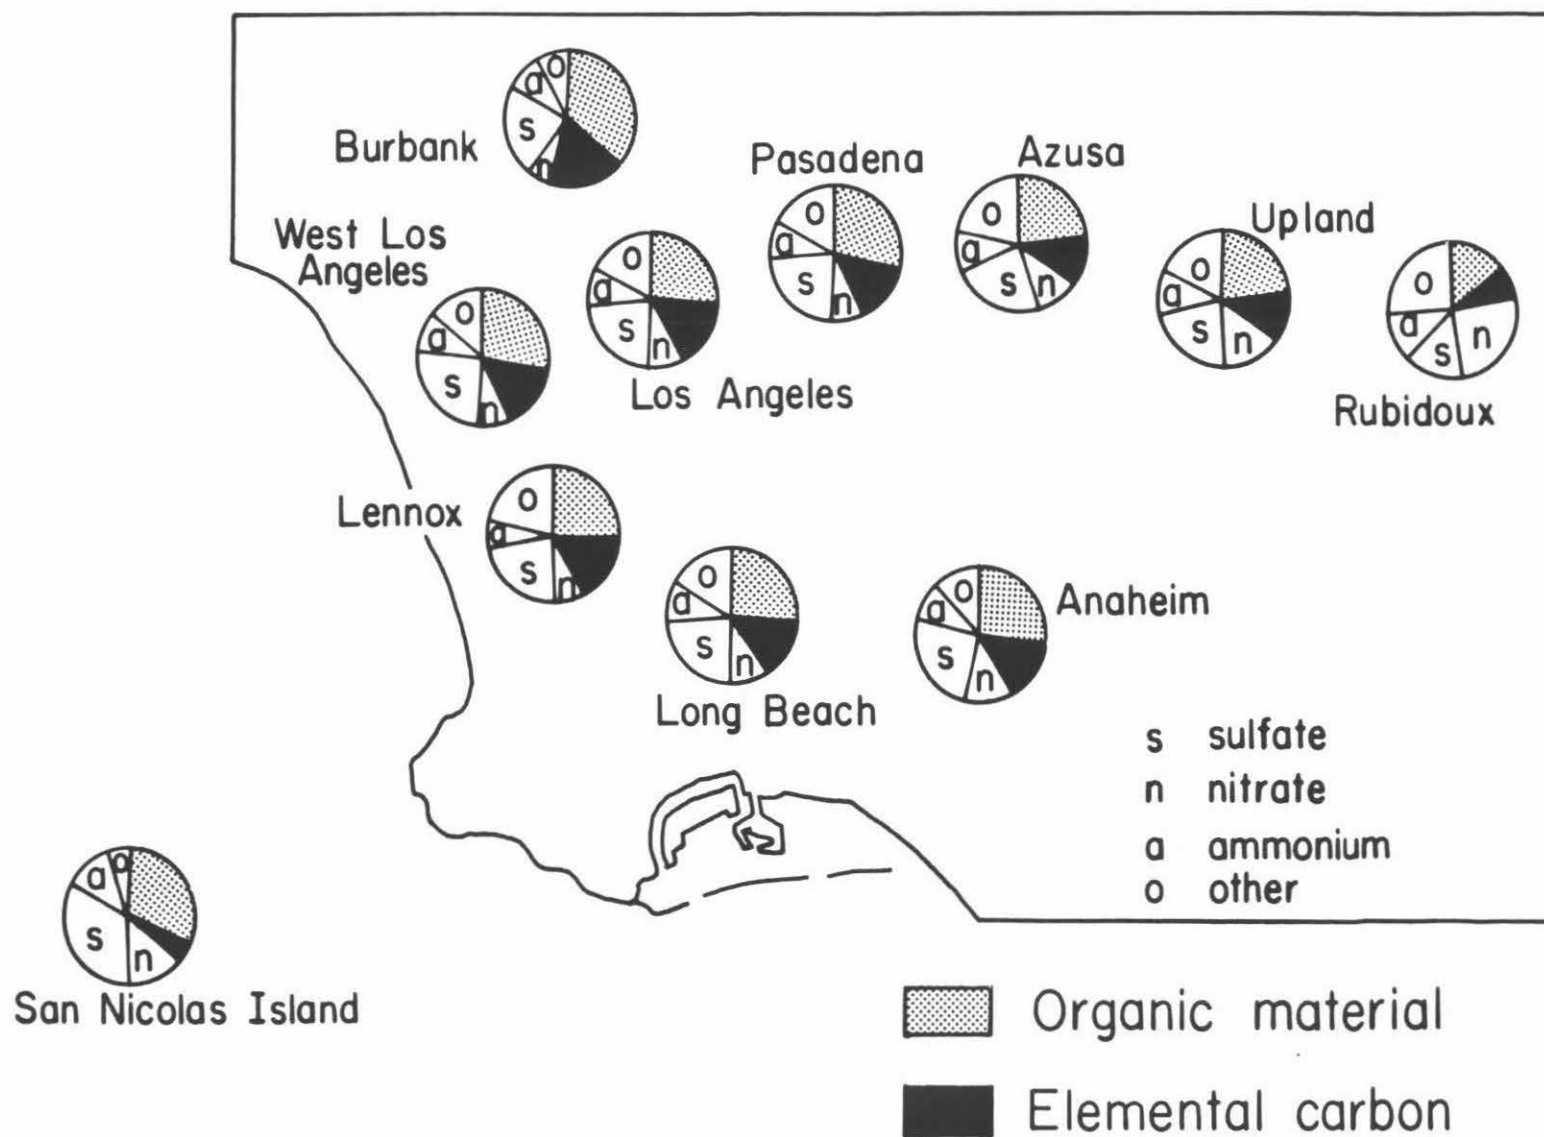 o
a
s
n
Burbank
Pasadena
o
a
s
n
Azusa
o
a
s
n
Upland
o
a
s
n
o
a
s
n
Rubidoux
West Los
Angeles
o
a
s
n
o
a
s
n
Los Angeles
Lennox
o
a
s
n
o
a
s
n
Long Beach
o
a
s
n
Anaheim
s sulfate
n nitrate
a ammonium
o other
o
a
s
n
San Nicolas Island
Organic material
Elemental carbon